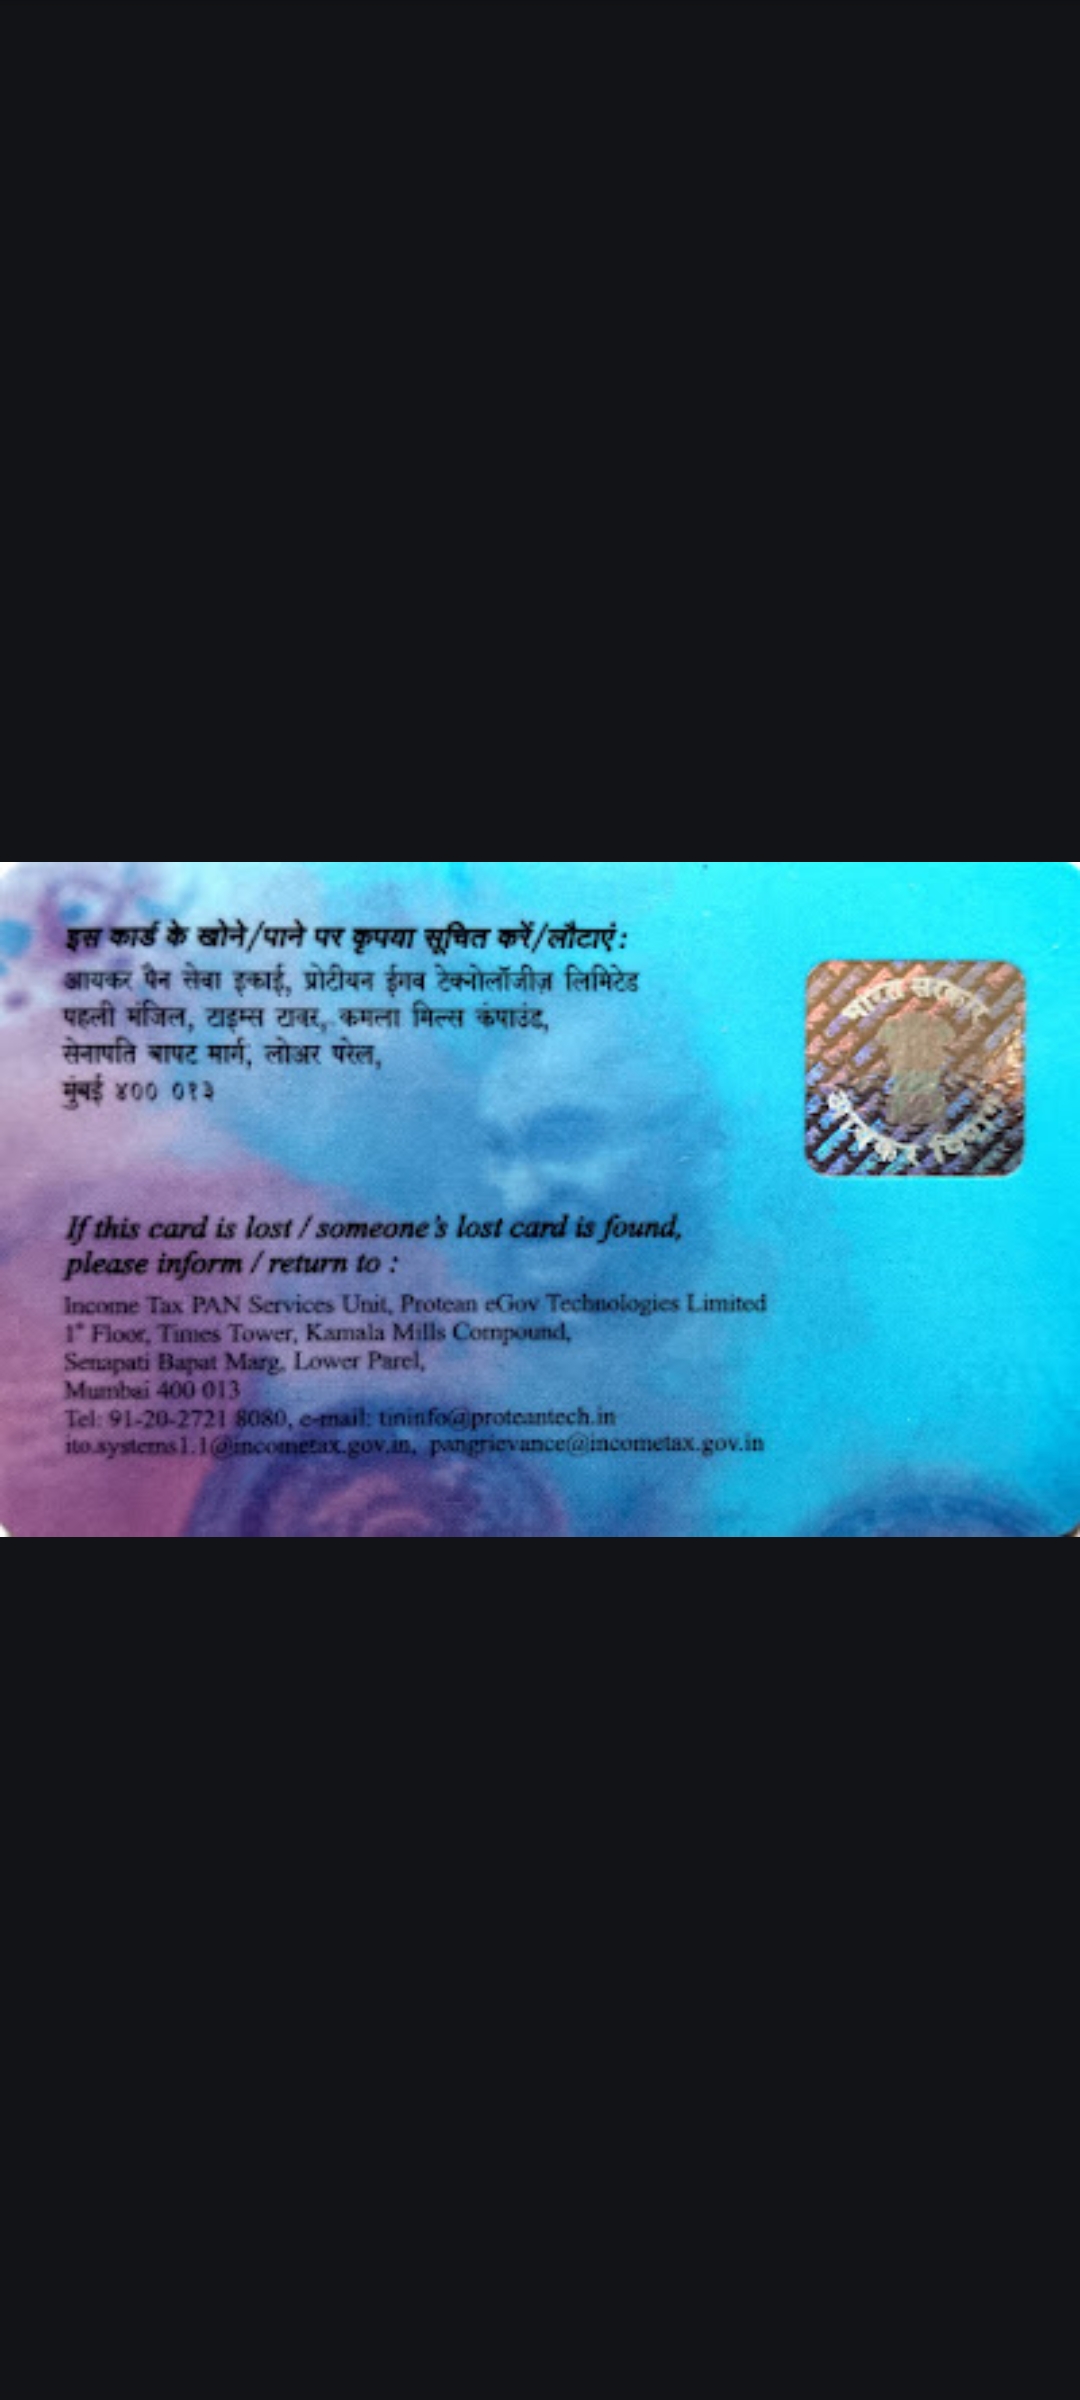 इस कार्ड के खोने/पाने पर कृपया सूचित करें/लौटाएं :
आयकर पैन सेवा इकाई, प्रोटीयन ईगव टेक्नोलॉजीज़ लिमिटेड
पहली मंजिल, टाइम्स टावर, कमला मिल्स कंपाउंड,
सेनापति बापट मार्ग, लोअर परेल,
मुंबई ४०० ०१३
भारत सरकार
आयकर विभाग
If this card is lost / someone's lost card is found,
please inform / return to :
Income Tax PAN Services Unit, Protean eGov Technologies Limited
1st Floor, Times Tower, Kamala Mills Compound,
Senapati Bapat Marg, Lower Parel,
Mumbai 400 013
Tel: 91-20-2721 8080, e-mail: tininfo@proteantech.in
ito.systems1.1@incometax.gov.in, pangrievance@incometax.gov.in